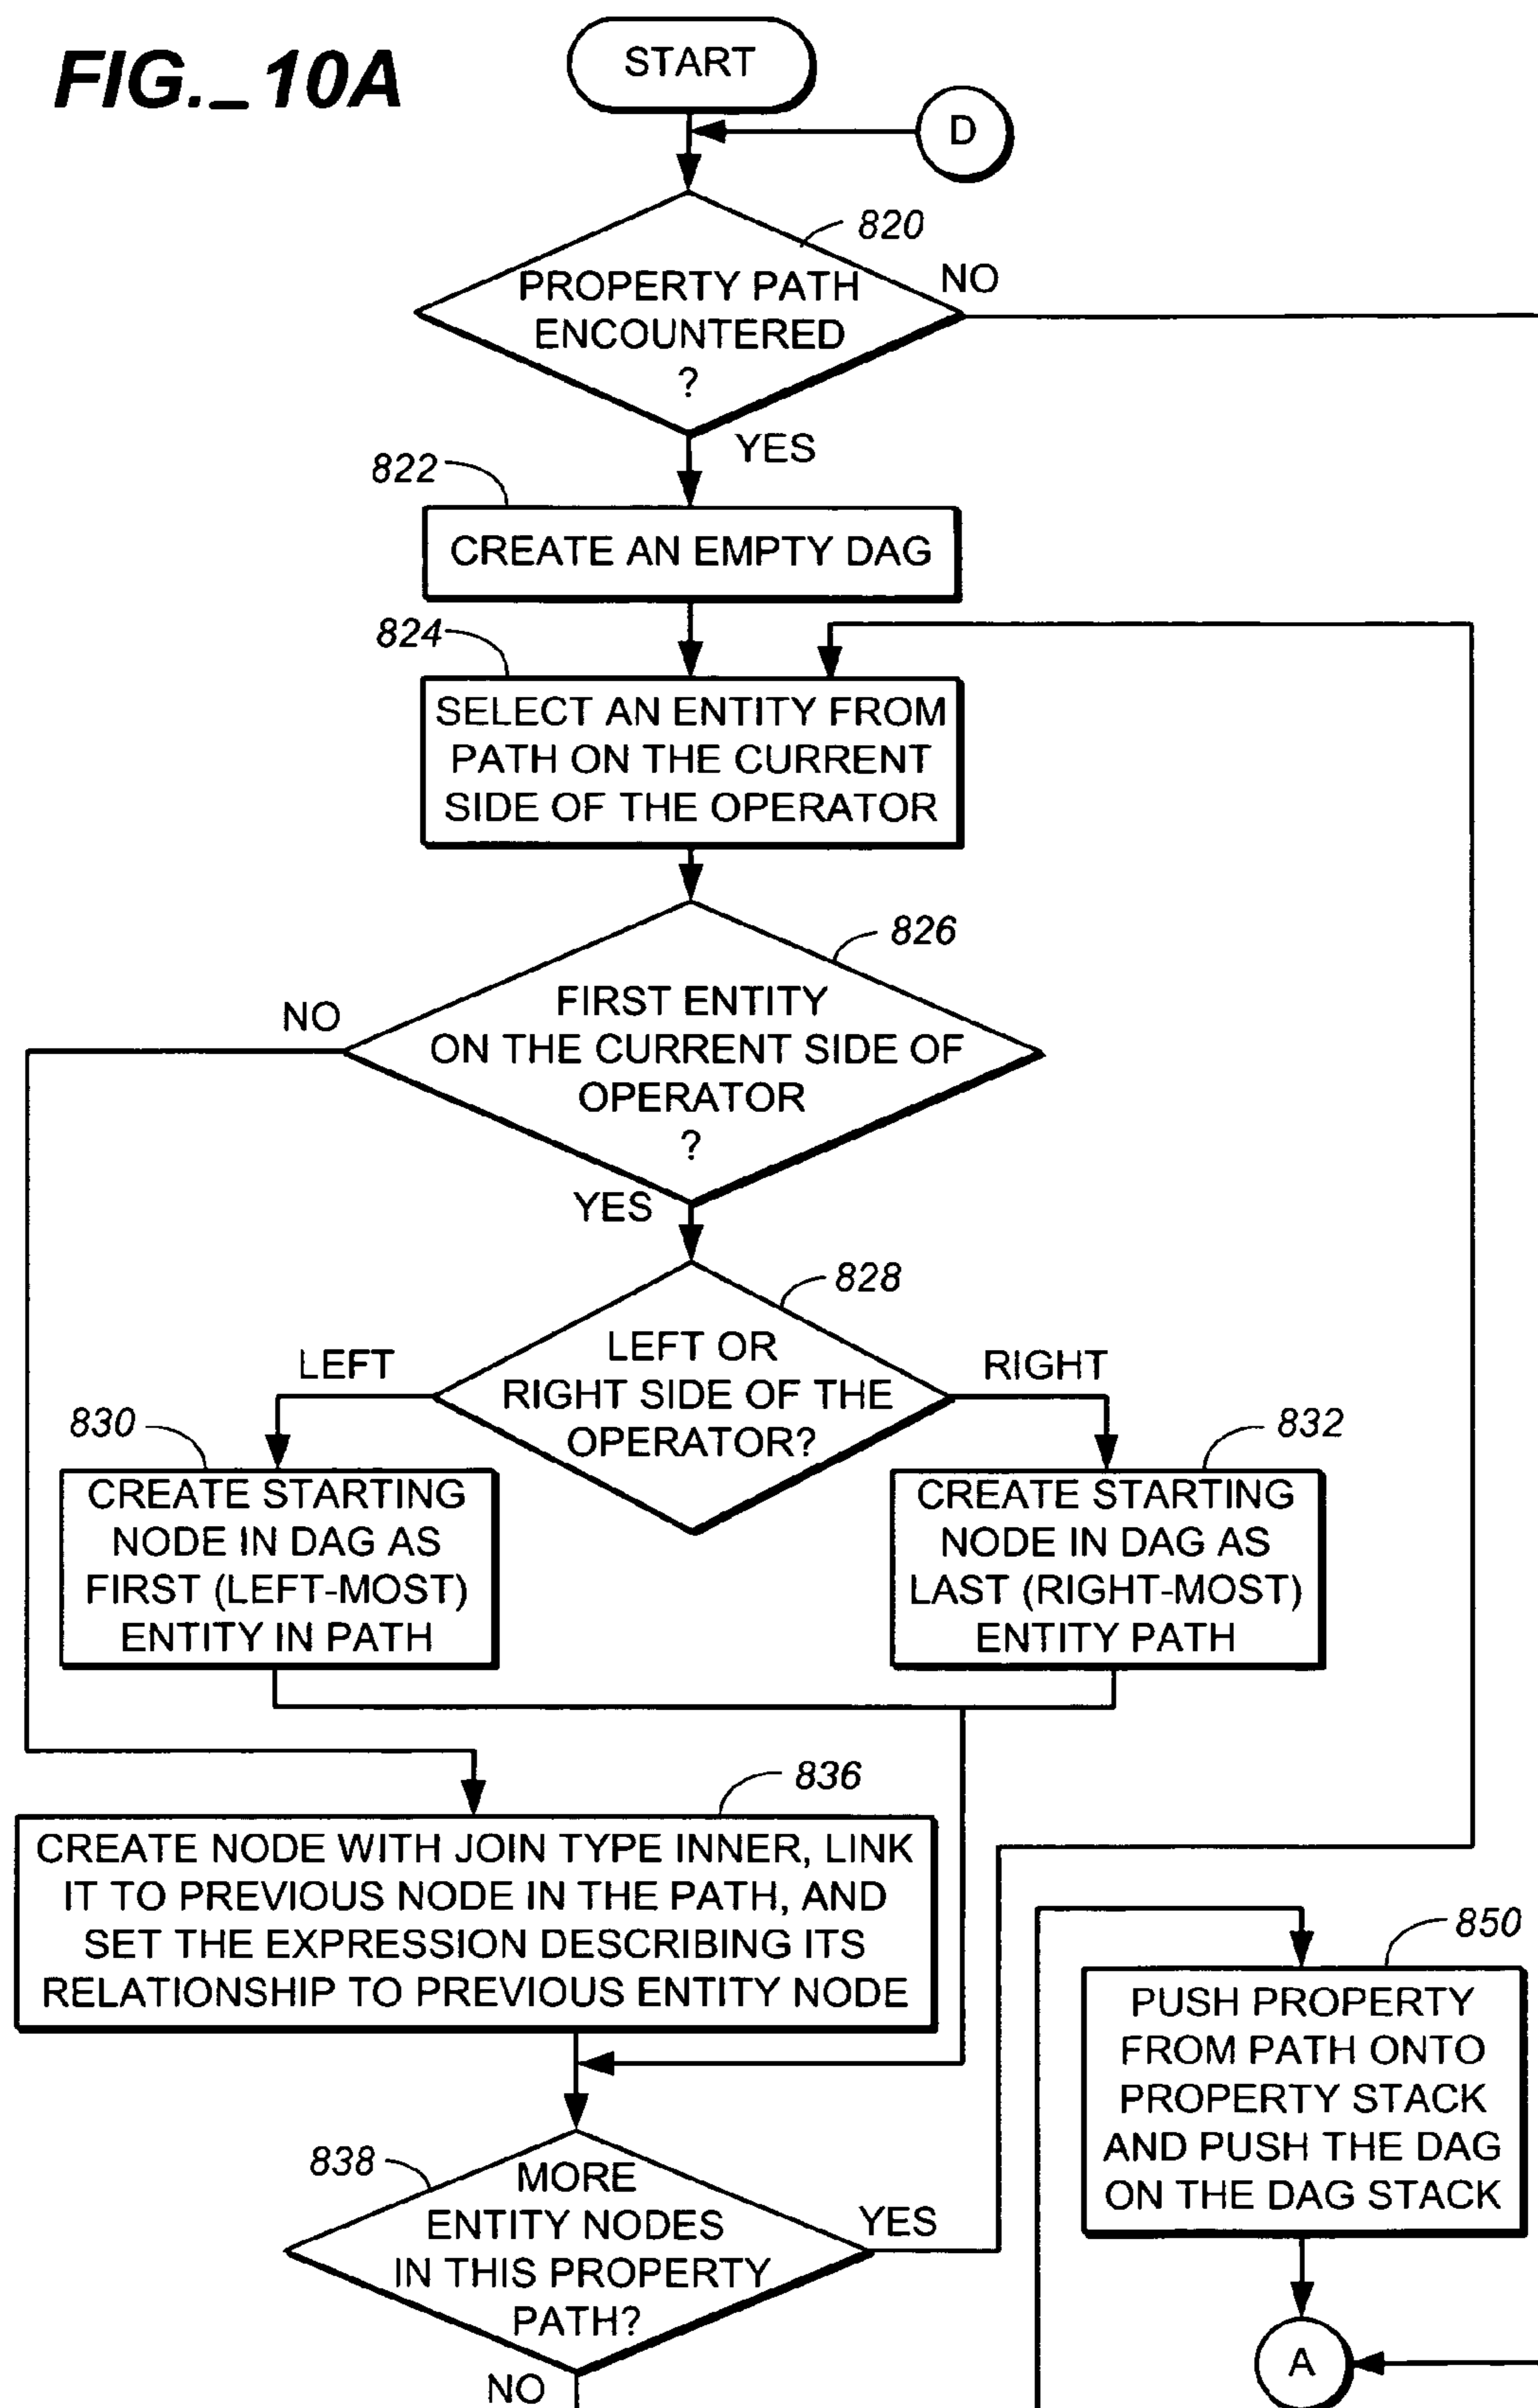 FIG._10A
START
D
820
PROPERTY PATH
ENCOUNTERED
?
NO
YES
822
CREATE AN EMPTY DAG
824
SELECT AN ENTITY FROM
PATH ON THE CURRENT
SIDE OF THE OPERATOR
826
NO
FIRST ENTITY
ON THE CURRENT SIDE OF
OPERATOR
?
YES
828
LEFT
LEFT OR
RIGHT SIDE OF THE
OPERATOR?
RIGHT
830
CREATE STARTING
NODE IN DAG AS
FIRST (LEFT-MOST)
ENTITY IN PATH
832
CREATE STARTING
NODE IN DAG AS
LAST (RIGHT-MOST)
ENTITY PATH
836
CREATE NODE WITH JOIN TYPE INNER, LINK
IT TO PREVIOUS NODE IN THE PATH, AND
SET THE EXPRESSION DESCRIBING ITS
RELATIONSHIP TO PREVIOUS ENTITY NODE
838
MORE
ENTITY NODES
IN THIS PROPERTY
PATH?
YES
NO
850
PUSH PROPERTY
FROM PATH ONTO
PROPERTY STACK
AND PUSH THE DAG
ON THE DAG STACK
A